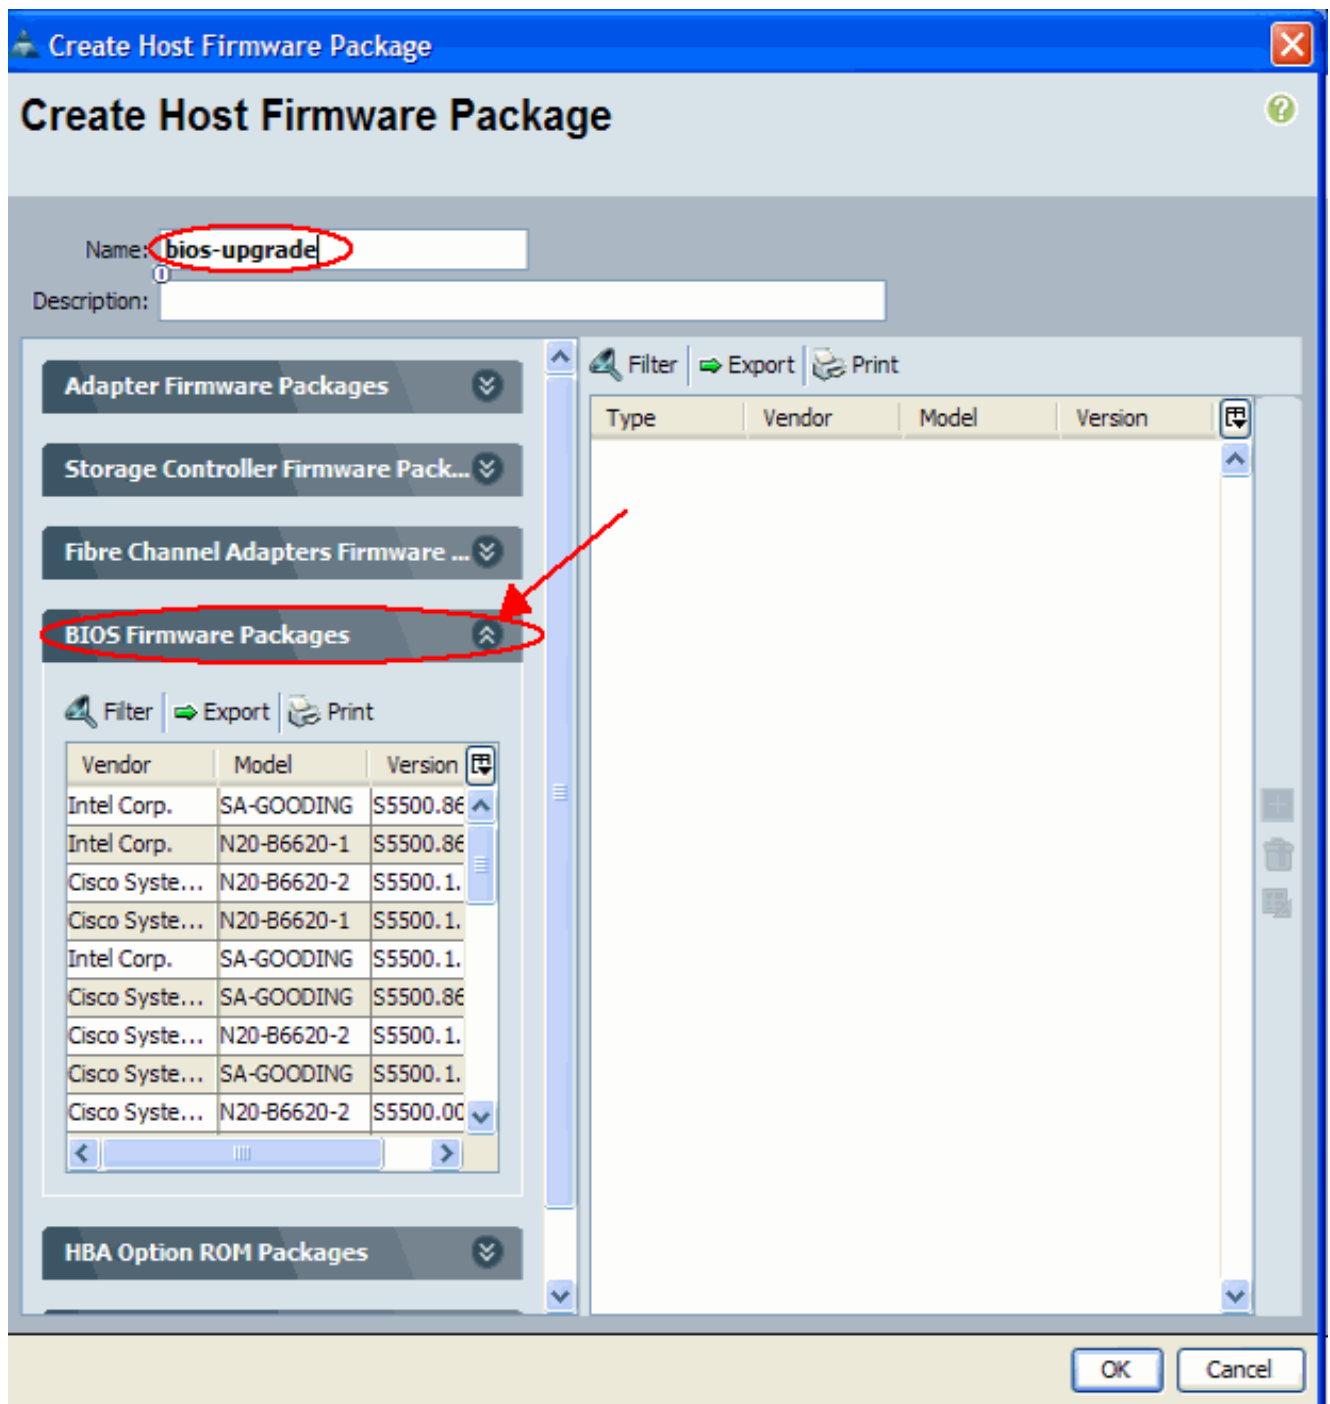 Create Host Firmware Package
Create Host Firmware Package
Name: bios-upgrade
Description:
Adapter Firmware Packages
Storage Controller Firmware Pack...
Fibre Channel Adapters Firmware ...
BIOS Firmware Packages
Filter Export Print
Vendor Model Version
Intel Corp. SA-GOODING S5500.86
Intel Corp. N20-B6620-1 S5500.86
Cisco Syste... N20-B6620-2 S5500.1.
Cisco Syste... N20-B6620-1 S5500.1.
Intel Corp. SA-GOODING S5500.1.
Cisco Syste... SA-GOODING S5500.86
Cisco Syste... N20-B6620-2 S5500.1.
Cisco Syste... SA-GOODING S5500.1.
Cisco Syste... N20-B6620-2 S5500.00
HBA Option ROM Packages
Filter Export Print
Type Vendor Model Version
OK Cancel